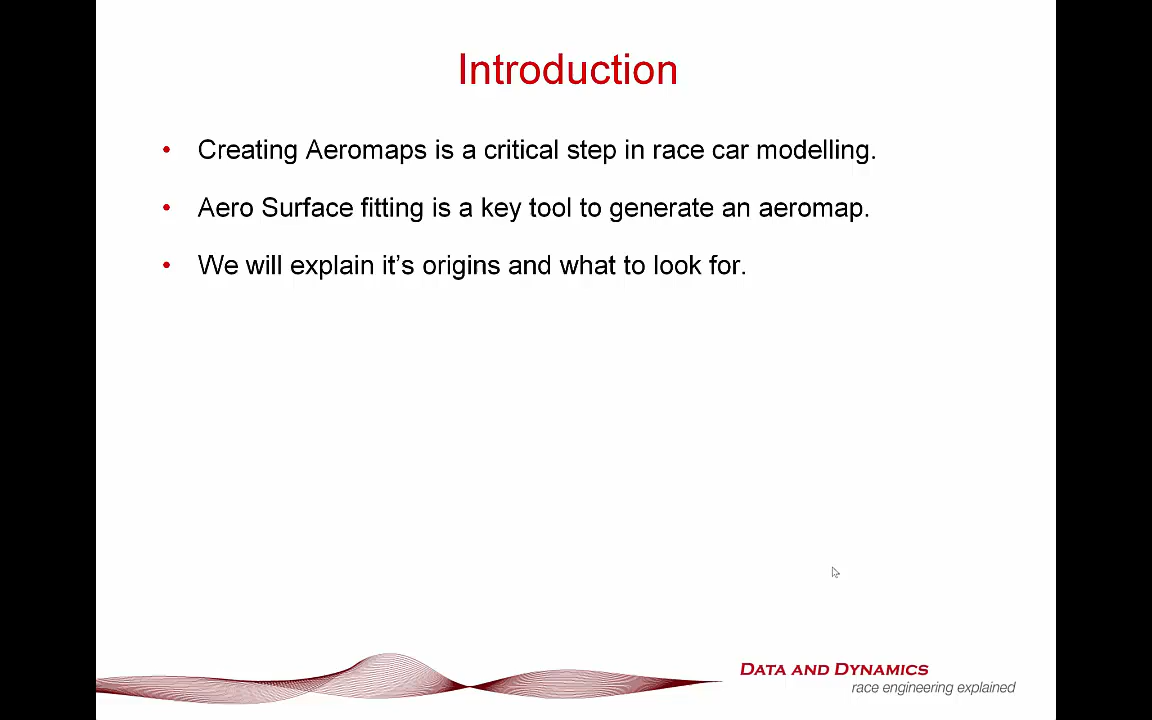 Introduction
• Creating Aeromaps is a critical step in race car modelling.
• Aero Surface fitting is a key tool to generate an aeromap.
• We will explain it’s origins and what to look for.
DATA AND DYNAMICS
race engineering explained